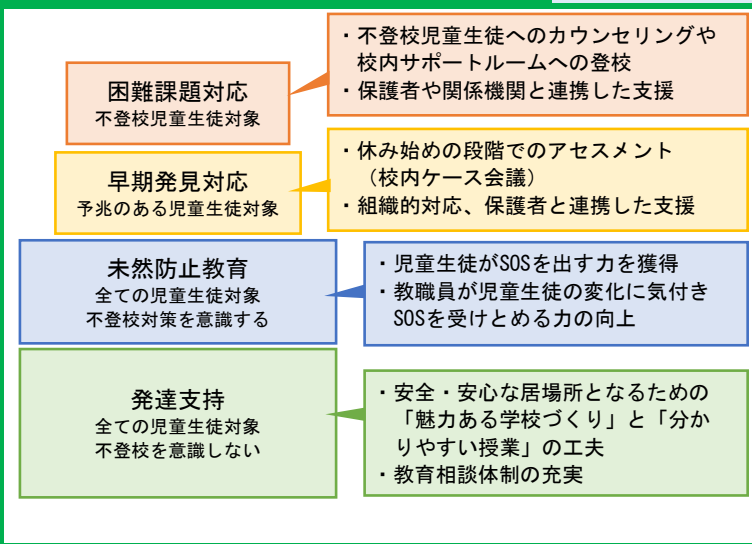 困難課題対応
不登校児童生徒対象
・不登校児童生徒へのカウンセリングや
校内サポートルームへの登校
・保護者や関係機関と連携した支援
早期発見対応
予兆のある児童生徒対象
・休み始めの段階でのアセスメント
（校内ケース会議）
・組織的対応、保護者と連携した支援
未然防止教育
全ての児童生徒対象
不登校対策を意識する
・児童生徒がSOSを出す力を獲得
・教職員が児童生徒の変化に気付き
SOSを受けとめる力の向上
発達支持
全ての児童生徒対象
不登校を意識しない
・安全・安心な居場所となるための
「魅力ある学校づくり」と「分か
りやすい授業」の工夫
・教育相談体制の充実